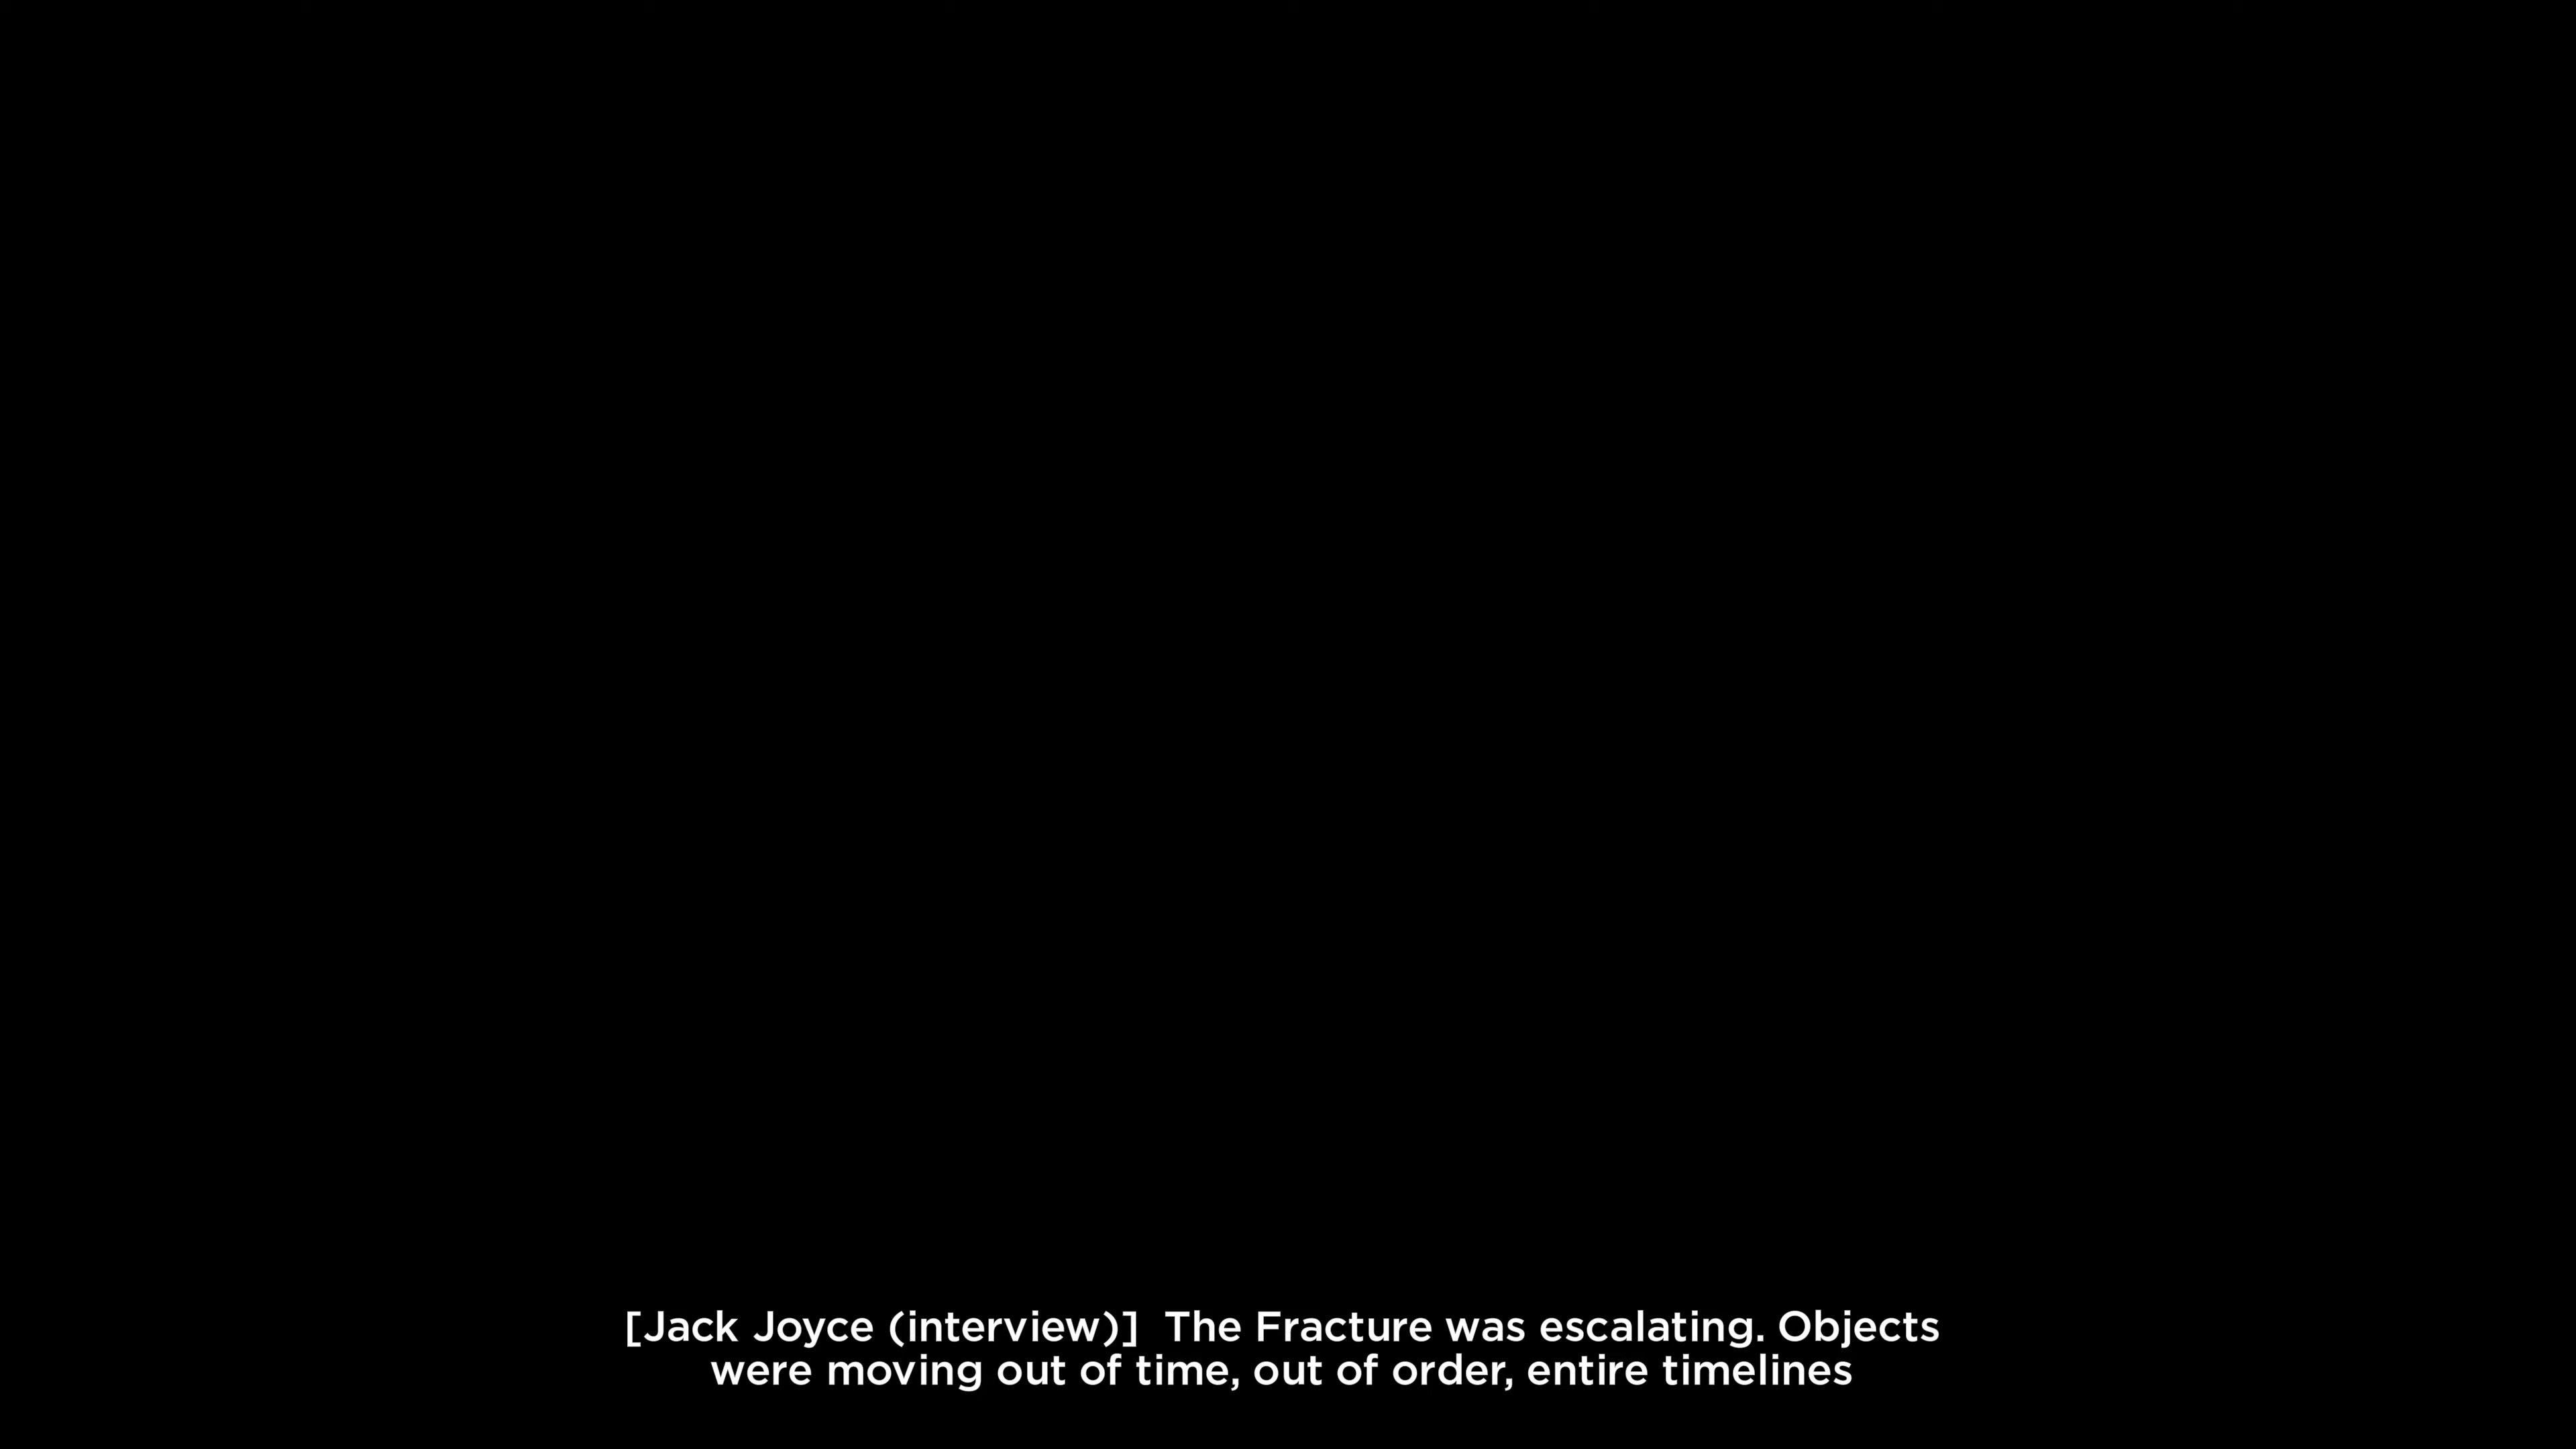 [Jack Joyce (interview)]  The Fracture was escalating. Objects
were moving out of time, out of order, entire timelines